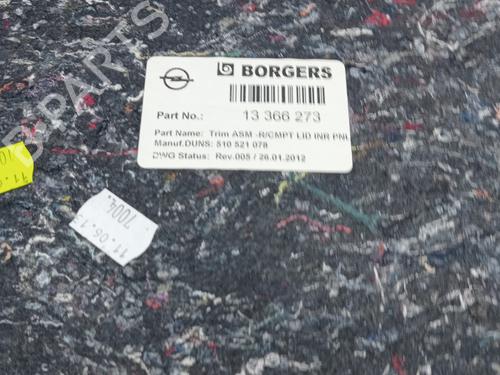 BORGERS
Part No.: 13 366 273
Part Name: Trim ASM -R/CMPT LID INR PNL
Manuf.DUNS: 510 521 078
DWG Status: Rev.005 / 26.01.2012
7004.